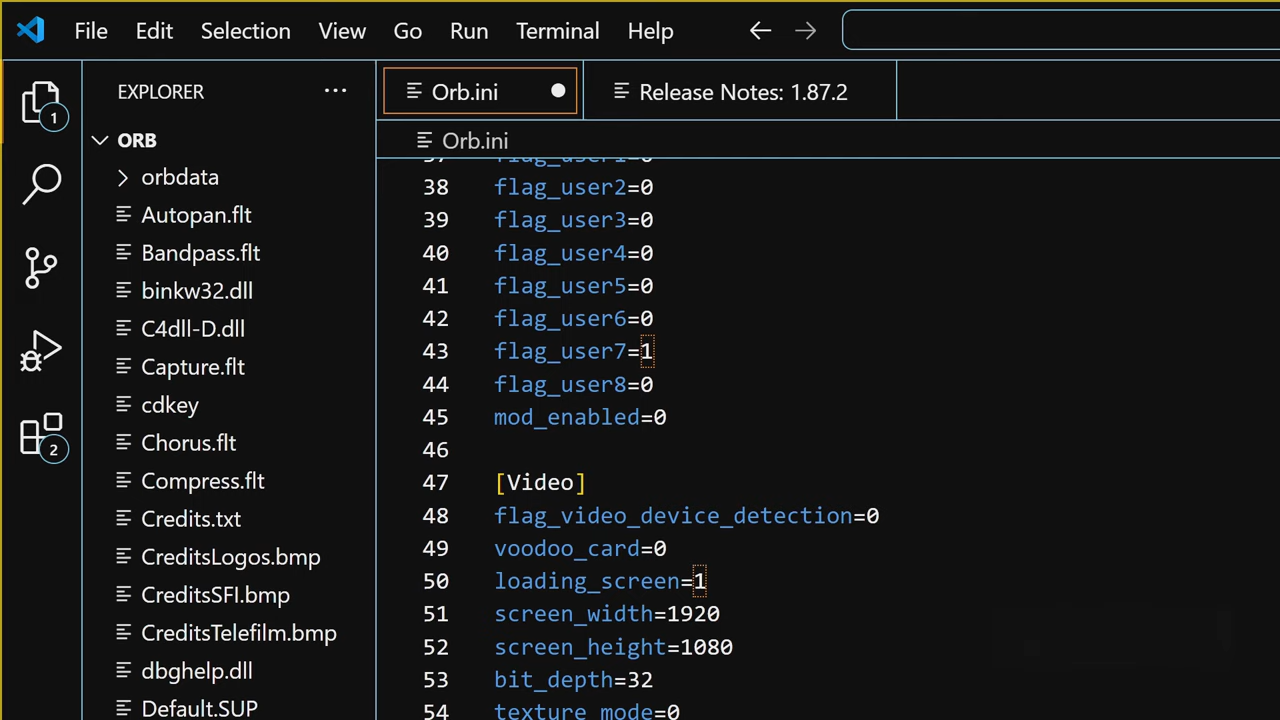 File Edit Selection View Go Run Terminal Help
EXPLORER ...
Orb.ini
Release Notes: 1.87.2
1
ORB
orbdata
Autopan.flt
Bandpass.flt
binkw32.dll
C4dll-D.dll
Capture.flt
cdkey
Chorus.flt
Compress.flt
Credits.txt
CreditsLogos.bmp
CreditsSFI.bmp
CreditsTelefilm.bmp
dbghelp.dll
Default.SUP
2
Orb.ini
37 flag_user1=0
38 flag_user2=0
39 flag_user3=0
40 flag_user4=0
41 flag_user5=0
42 flag_user6=0
43 flag_user7=1
44 flag_user8=0
45 mod_enabled=0
46
47 [Video]
48 flag_video_device_detection=0
49 voodoo_card=0
50 loading_screen=1
51 screen_width=1920
52 screen_height=1080
53 bit_depth=32
54 texture_mode=0